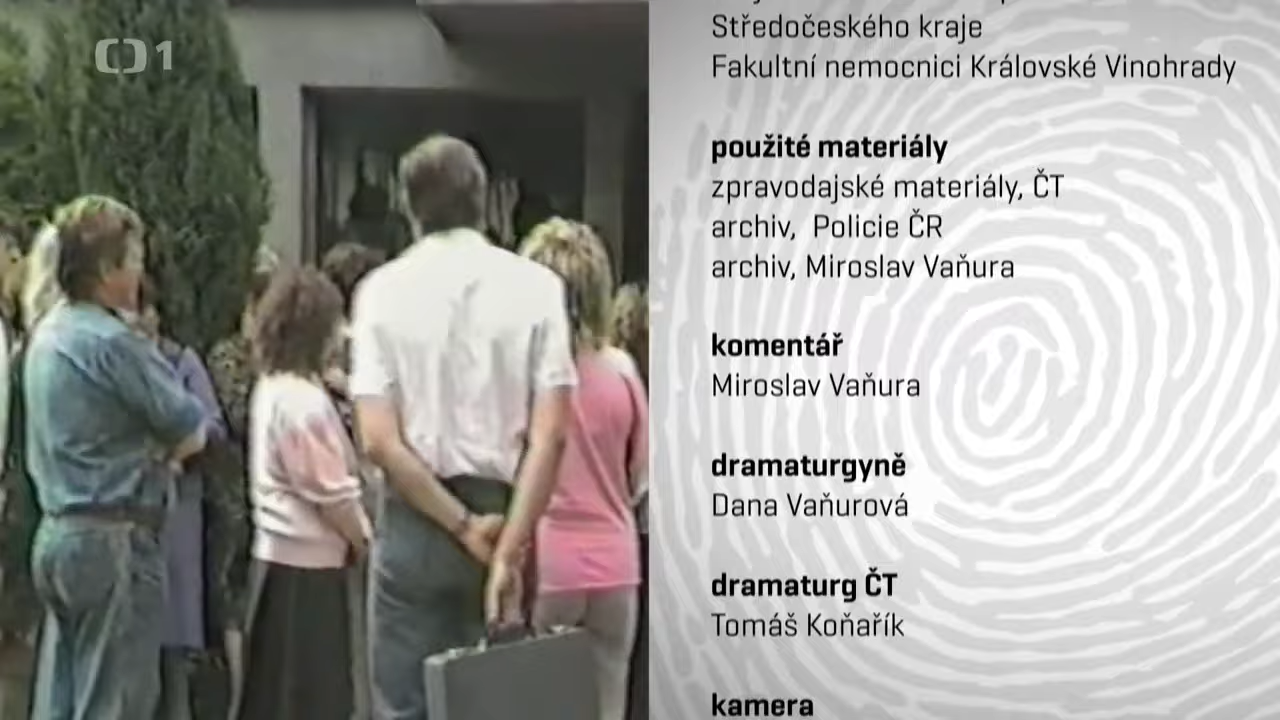 1
Středočeského kraje
Fakultní nemocnici Královské Vinohrady
použité materiály
zpravodajské materiály, ČT
archiv, Policie ČR
archiv, Miroslav Vaňura
komentář
Miroslav Vaňura
dramaturgyně
Dana Vaňurová
dramaturg ČT
Tomáš Koňařík
kamera